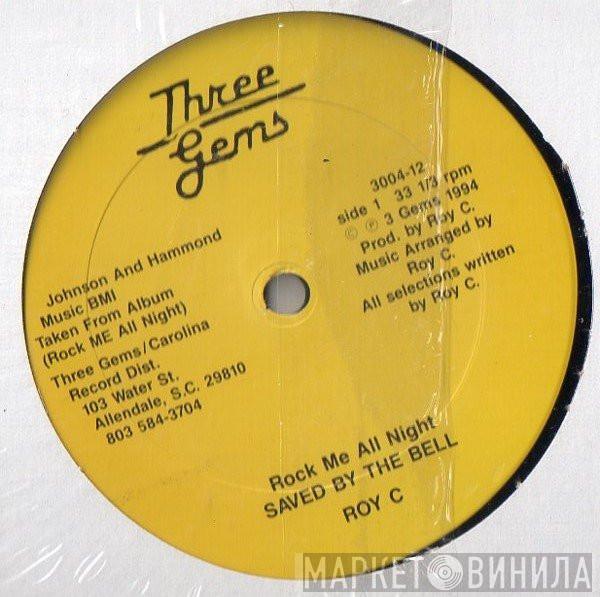 Three
Gems
3004-12
side 1 33 1/3 rpm
© ℗ 3 Gems 1994
Prod. by Roy C.
Music Arranged by
Roy C.
All selections written
by Roy C.
Johnson And Hammond
Music BMI
Taken From Album
(Rock ME All Night)
Three Gems/Carolina
Record Dist.
103 Water St.
Allendale, S.C. 29810
803 584-3704
Rock Me All Night
SAVED BY THE BELL
ROY C
МАРКЕТ ВИНИЛА